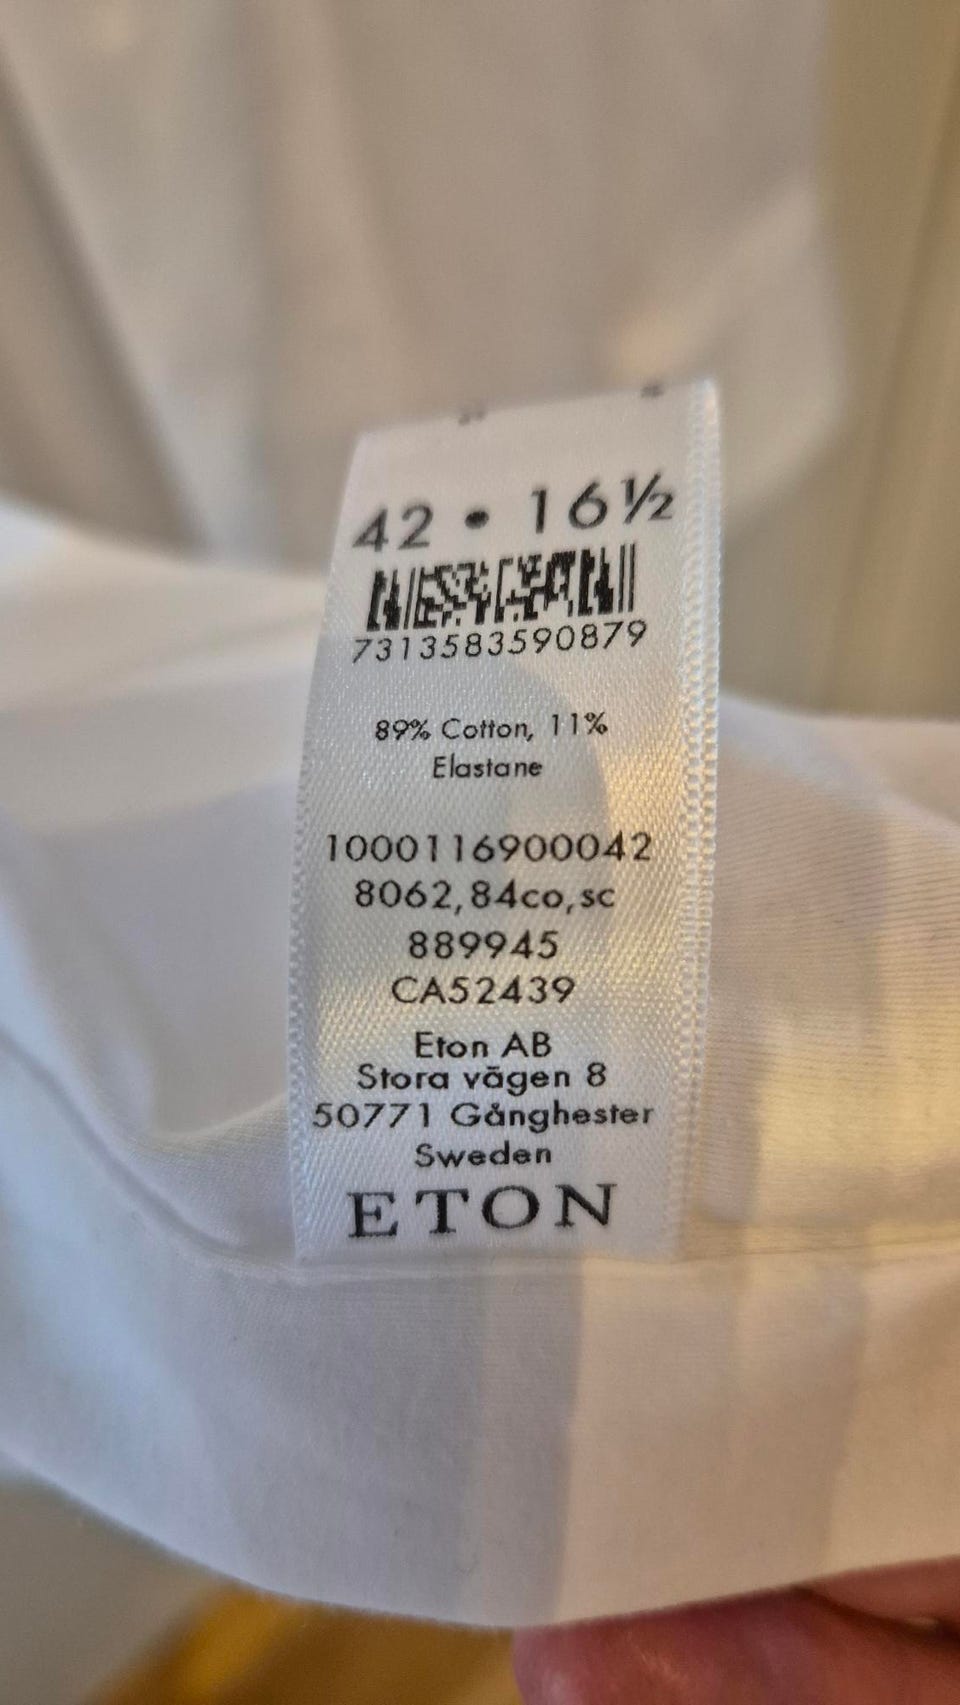 42 • 16½
7313583590879
89% Cotton, 11%
Elastane
1000116900042
8062,84co,sc
889945
CA52439
Eton AB
Stora vägen 8
50771 Gånghester
Sweden
ETON